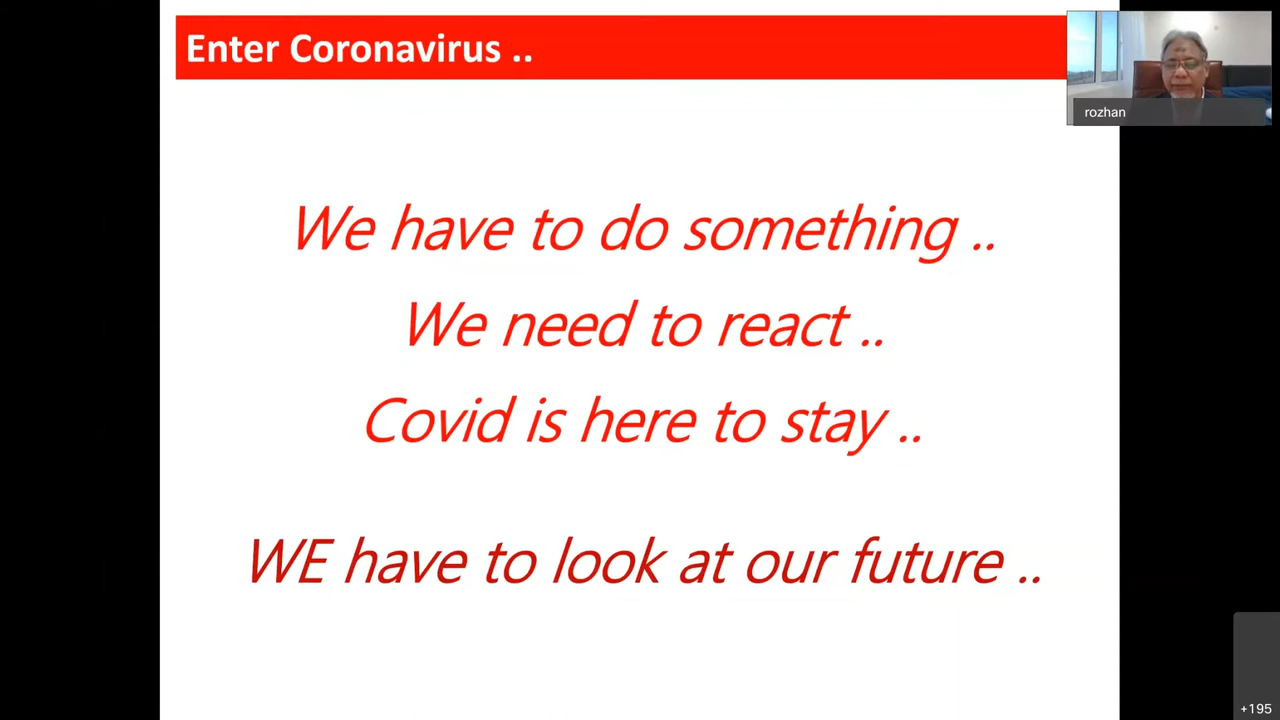 Enter Coronavirus ..
rozhan
We have to do something ..
We need to react ..
Covid is here to stay ..
WE have to look at our future ..
+195